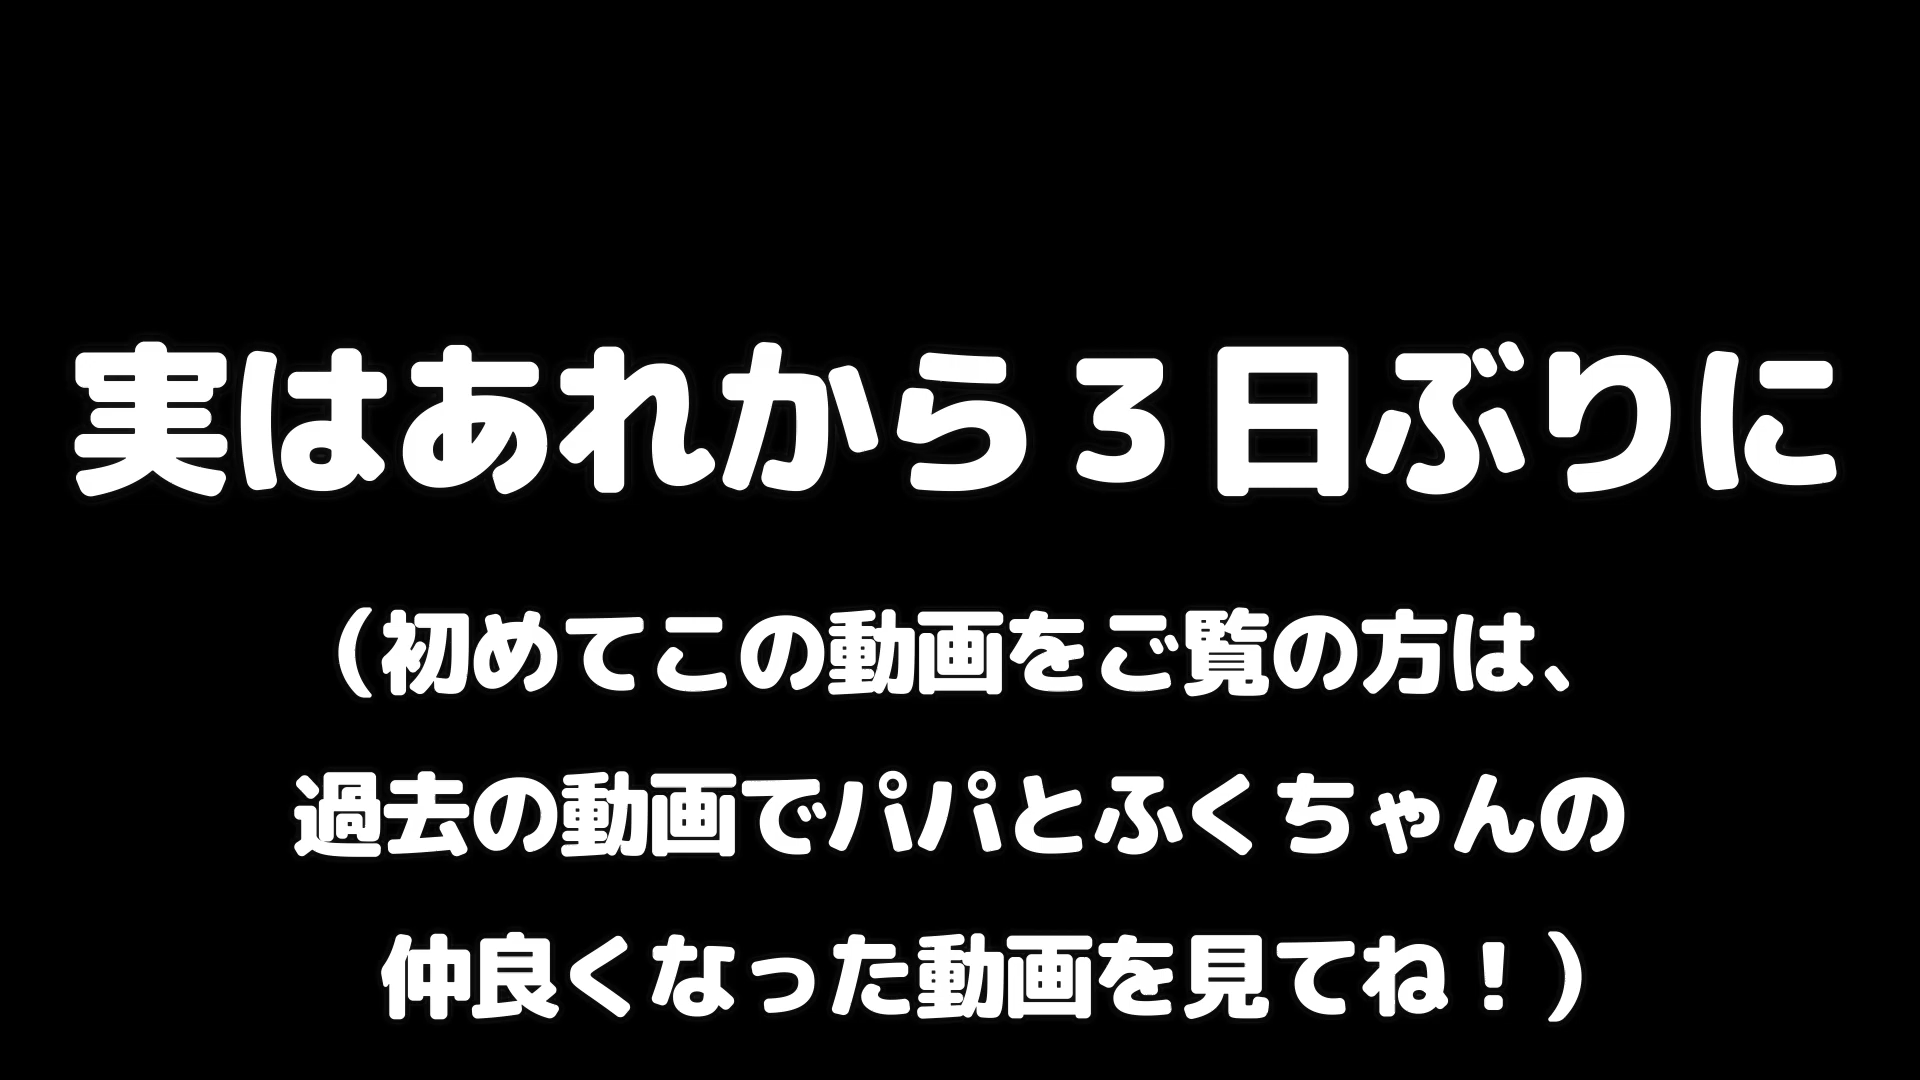 実はあれから３日ぶりに
（初めてこの動画をご覧の方は、
過去の動画でパパとふくちゃんの
仲良くなった動画を見てね！）